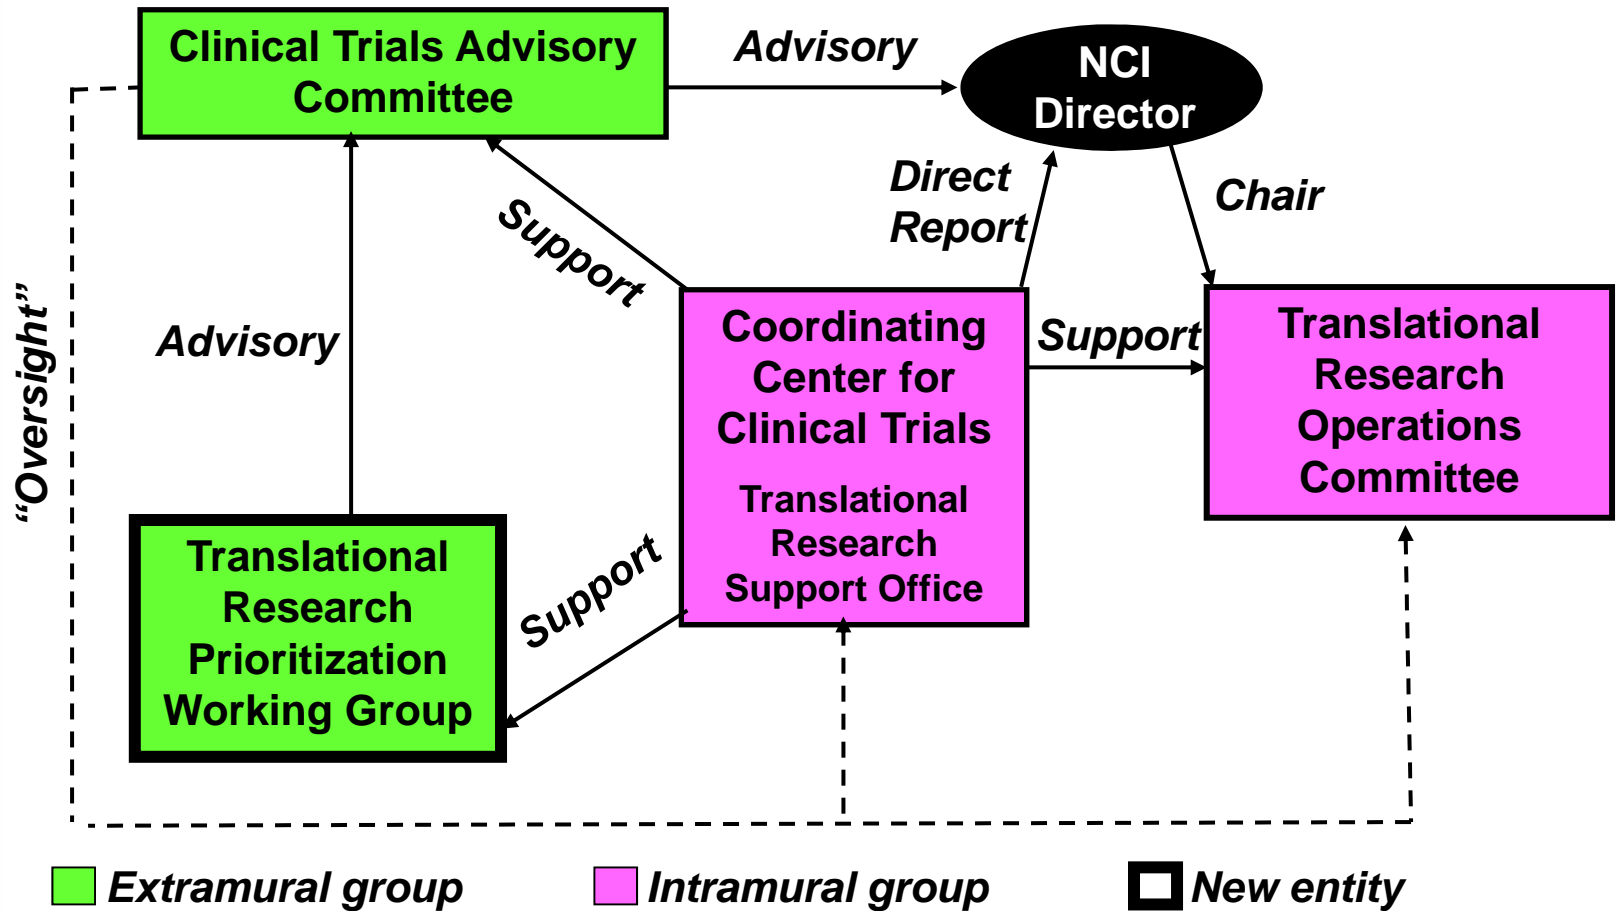 Clinical Trials Advisory
Committee
Advisory
NCI
Director
Direct
Report
Chair
Support
“Oversight”
Advisory
Coordinating
Center for
Clinical Trials
Translational
Research
Support Office
Support
Translational
Research
Operations
Committee
Translational
Research
Prioritization
Working Group
Support
Extramural group
Intramural group
New entity